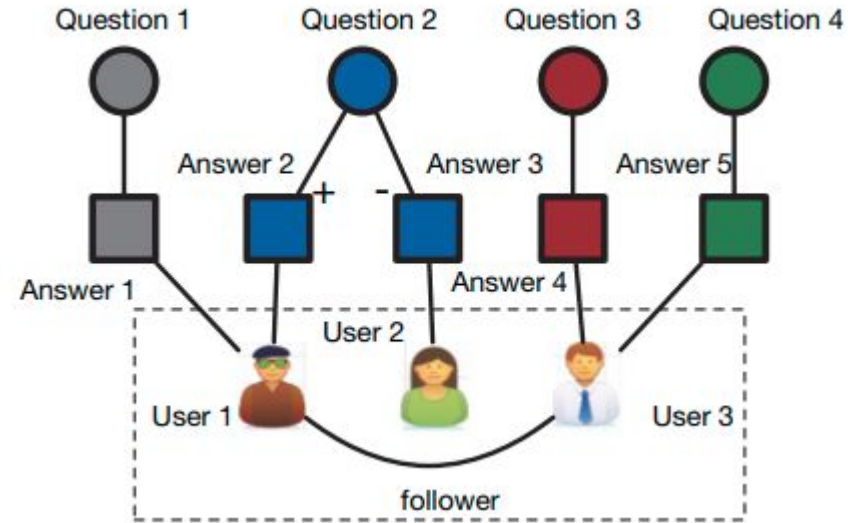 Question 1
Question 2
Question 3
Question 4
Answer 2
Answer 3
Answer 5
+
-
Answer 1
Answer 4
User 2
User 1
User 3
follower